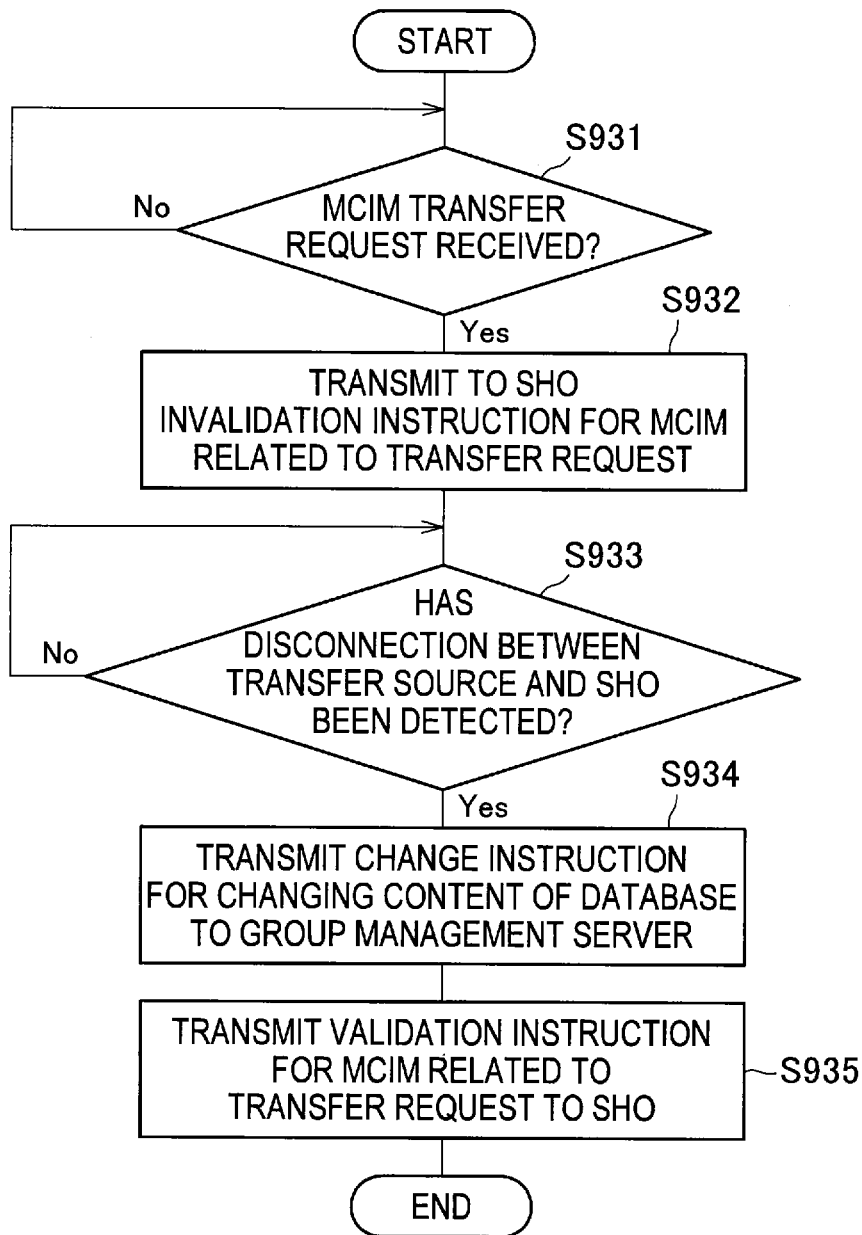 START
S931
MCIM TRANSFER
REQUEST RECEIVED?
No
Yes
S932
TRANSMIT TO SHO
INVALIDATION INSTRUCTION FOR MCIM
RELATED TO TRANSFER REQUEST
S933
HAS
DISCONNECTION BETWEEN
TRANSFER SOURCE AND SHO
BEEN DETECTED?
No
Yes
S934
TRANSMIT CHANGE INSTRUCTION
FOR CHANGING CONTENT OF DATABASE
TO GROUP MANAGEMENT SERVER
TRANSMIT VALIDATION INSTRUCTION
FOR MCIM RELATED TO
TRANSFER REQUEST TO SHO
S935
END